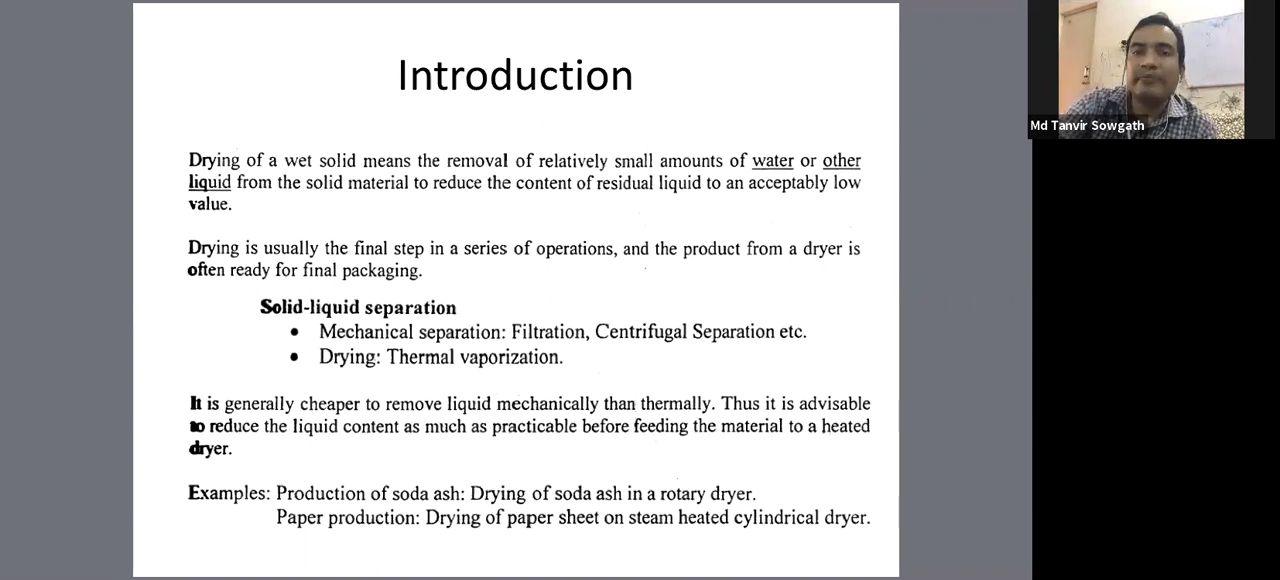 Introduction
Drying of a wet solid means the removal of relatively small amounts of water or other
liquid from the solid material to reduce the content of residual liquid to an acceptably low
value.
Drying is usually the final step in a series of operations, and the product from a dryer is
often ready for final packaging.
Solid-liquid separation
• Mechanical separation: Filtration, Centrifugal Separation etc.
• Drying: Thermal vaporization.
It is generally cheaper to remove liquid mechanically than thermally. Thus it is advisable
to reduce the liquid content as much as practicable before feeding the material to a heated
dryer.
Examples: Production of soda ash: Drying of soda ash in a rotary dryer.
Paper production: Drying of paper sheet on steam heated cylindrical dryer.
Md Tanvir Sowgath